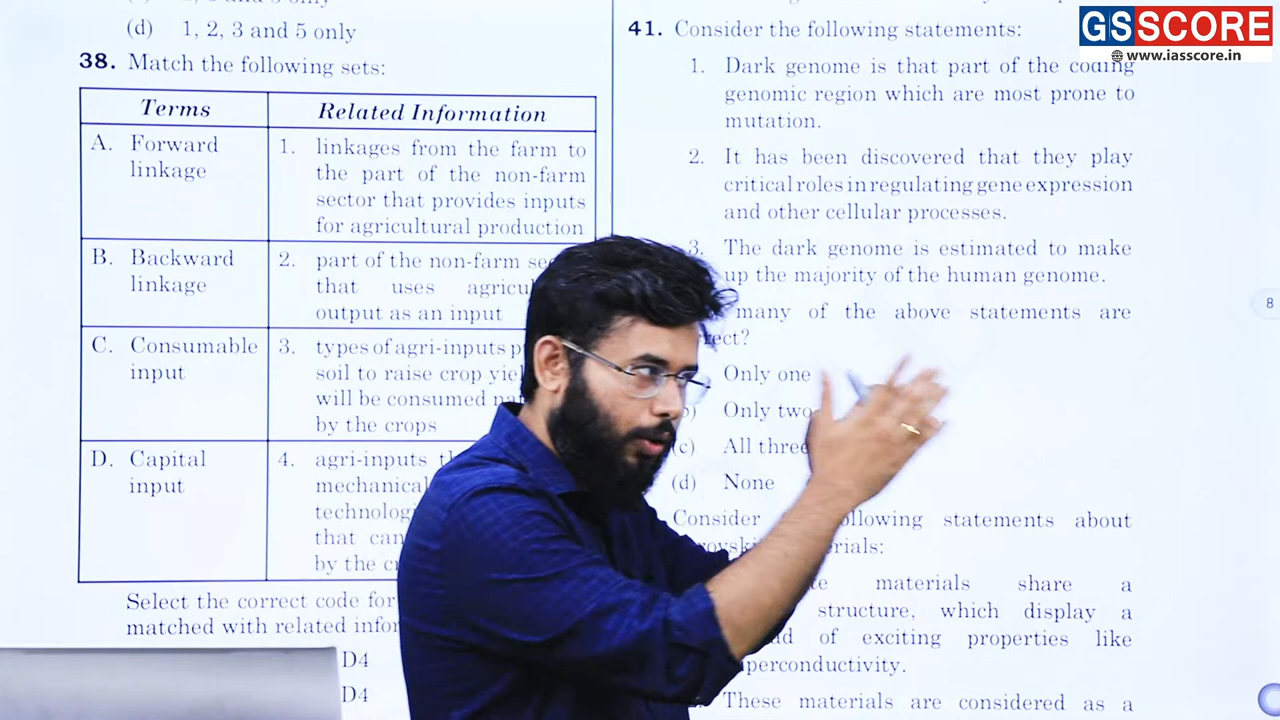 (d) 1, 2, 3 and 5 only
38. Match the following sets:
Terms
Related Information
A. Forward linkage
1. linkages from the farm to
the part of the non-farm
sector that provides inputs
for agricultural production
B. Backward linkage
2. part of the non-farm
that uses
output as an input
C. Consumable input
3. types of agri-inputs
soil to raise crop
will be consumed
by the crops
D. Capital input
4. agri-inputs
mechanical
that can
by the
Select the correct code for
matched with related
D4
D4
41. Consider the following statements:
1. Dark genome is that part of the coding
genomic region which are most prone to
mutation.
2. It has been discovered that they play
critical roles in regulating gene expression
and other cellular processes.
3. The dark genome is estimated to make
up the majority of the human genome.
many of the above statements are
Only one
Only two
(c) All three
(d) None
Consider following statements about
materials share a
structure, which display a
of exciting properties like
These materials are considered as a
8
GSSCORE
www.iasscore.in